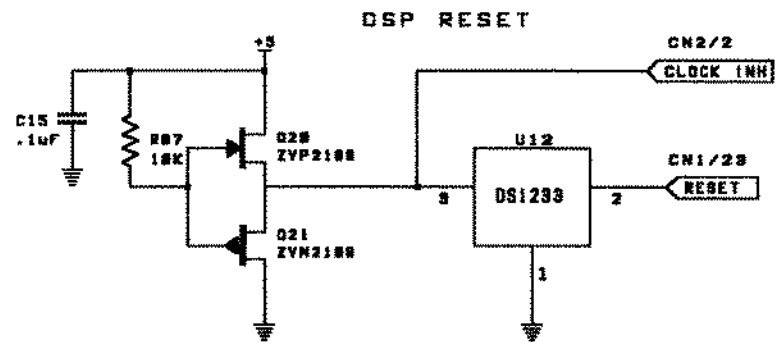 DSP RESET
+5
CN2/2
CLOCK INH
C15
.1uF
R87
10K
Q20
ZVP2100
U12
CN1/23
RESET
3
DS1233
2
Q21
ZVN2100
1